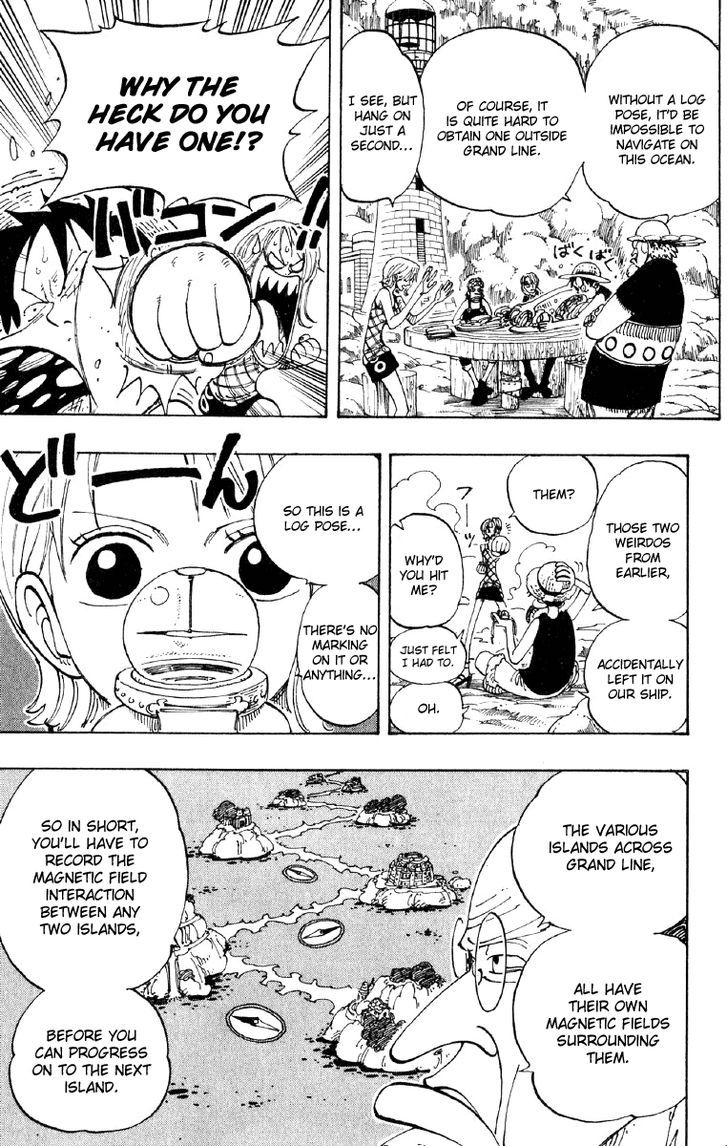 WITHOUT A LOG
POSE, IT'D BE
IMPOSSIBLE TO
NAVIGATE ON
THIS OCEAN.
OF COURSE, IT
IS QUITE HARD TO
OBTAIN ONE OUTSIDE
GRAND LINE.
I SEE, BUT
HANG ON
JUST A
SECOND...
ばくばく
WHY THE
HECK DO YOU
HAVE ONE!?
バコン!!
THOSE TWO
WEIRDOS
FROM
EARLIER,
THEM?
ACCIDENTALLY
LEFT IT ON
OUR SHIP.
フーッ
WHY'D
YOU HIT
ME?
JUST FELT
I HAD TO.
OH.
SO THIS IS A
LOG POSE...
THERE'S NO
MARKING
ON IT OR
ANYTHING...
どーん
THE VARIOUS
ISLANDS ACROSS
GRAND LINE,
ALL HAVE
THEIR OWN
MAGNETIC FIELDS
SURROUNDING
THEM.
SO IN SHORT,
YOU'LL HAVE TO
RECORD THE
MAGNETIC FIELD
INTERACTION
BETWEEN ANY
TWO ISLANDS,
BEFORE YOU
CAN PROGRESS
ON TO THE NEXT
ISLAND.